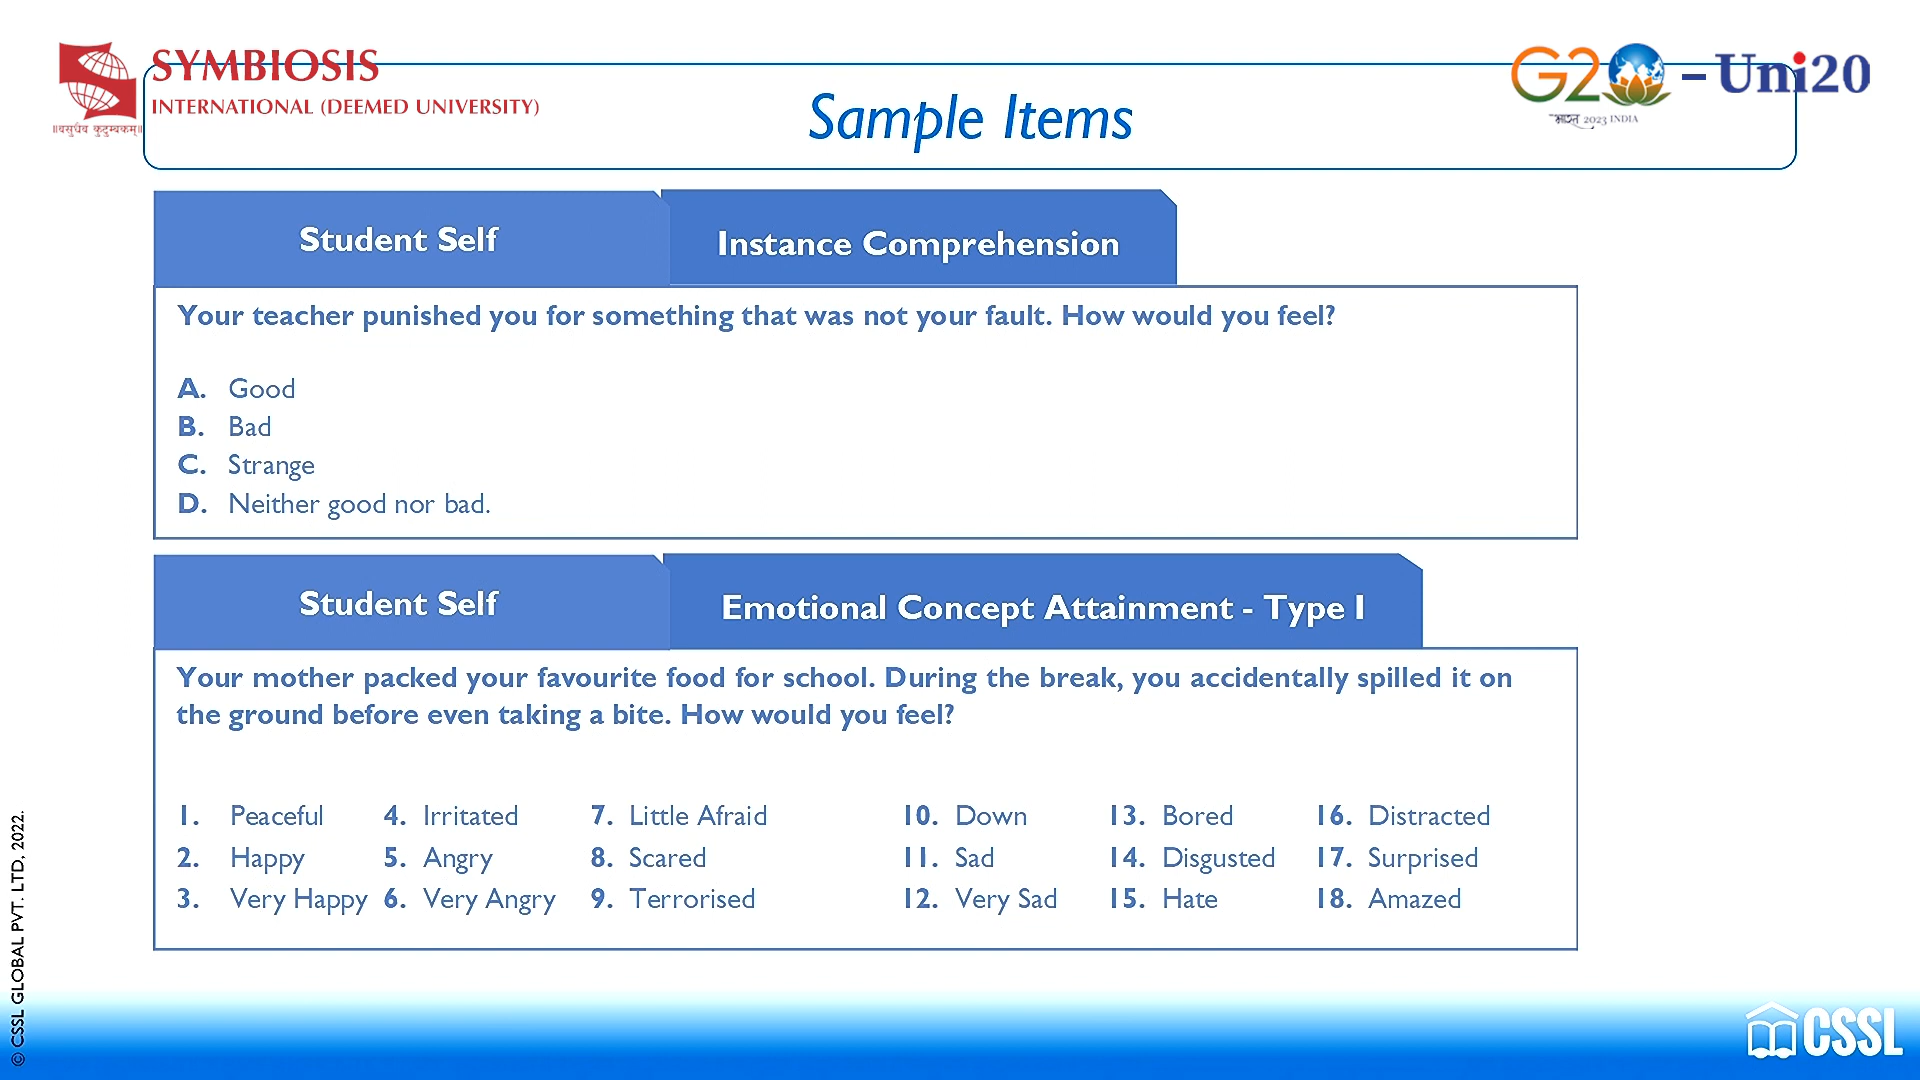 SYMBIOSIS
INTERNATIONAL (DEEMED UNIVERSITY)
॥वसुधैव कुटुम्बकम्॥
G20 – Uni20
भारत 2023 INDIA
Sample Items
Student Self
Instance Comprehension
Your teacher punished you for something that was not your fault. How would you feel?
A. Good
B. Bad
C. Strange
D. Neither good nor bad.
Student Self
Emotional Concept Attainment - Type I
Your mother packed your favourite food for school. During the break, you accidentally spilled it on
the ground before even taking a bite. How would you feel?
1. Peaceful 4. Irritated 7. Little Afraid 10. Down 13. Bored 16. Distracted
2. Happy 5. Angry 8. Scared 11. Sad 14. Disgusted 17. Surprised
3. Very Happy 6. Very Angry 9. Terrorised 12. Very Sad 15. Hate 18. Amazed
© CSSL GLOBAL PVT. LTD, 2022.
CSSL